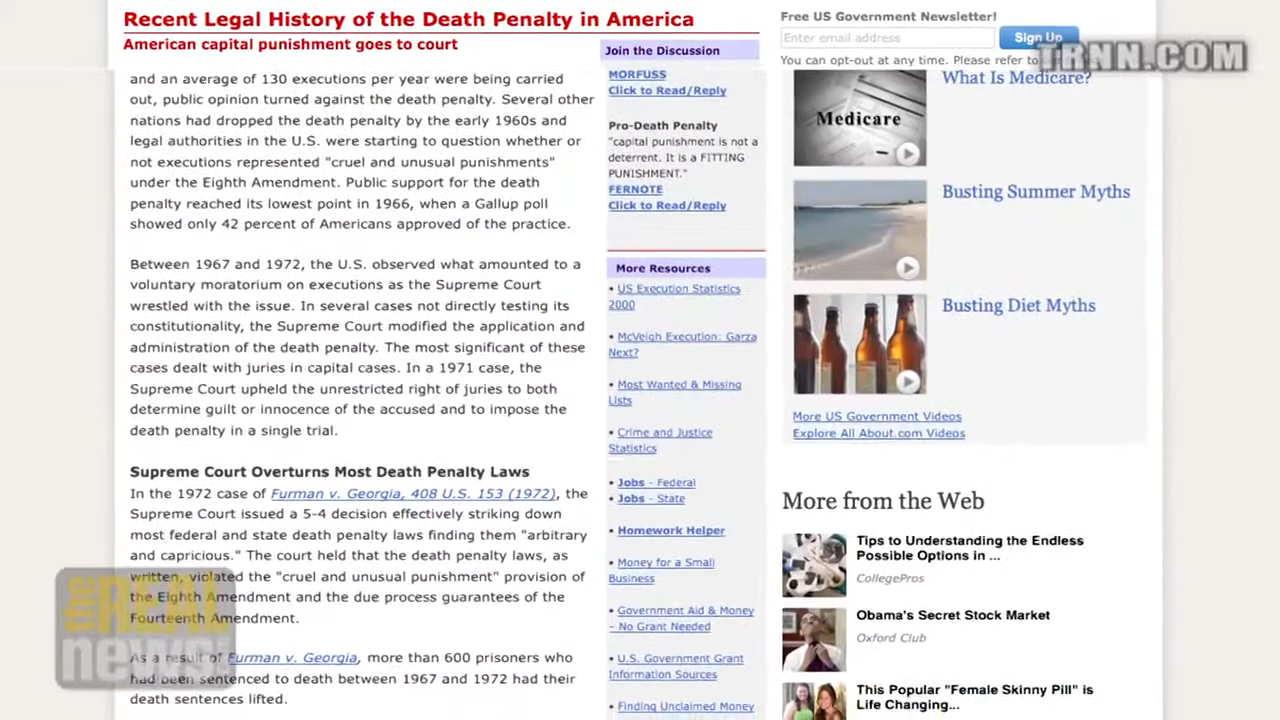 Recent Legal History of the Death Penalty in America
American capital punishment goes to court
and an average of 130 executions per year were being carried
out, public opinion turned against the death penalty. Several other
nations had dropped the death penalty by the early 1960s and
legal authorities in the U.S. were starting to question whether or
not executions represented "cruel and unusual punishments"
under the Eighth Amendment. Public support for the death
penalty reached its lowest point in 1966, when a Gallup poll
showed only 42 percent of Americans approved of the practice.
Between 1967 and 1972, the U.S. observed what amounted to a
voluntary moratorium on executions as the Supreme Court
wrestled with the issue. In several cases not directly testing its
constitutionality, the Supreme Court modified the application and
administration of the death penalty. The most significant of these
cases dealt with juries in capital cases. In a 1971 case, the
Supreme Court upheld the unrestricted right of juries to both
determine guilt or innocence of the accused and to impose the
death penalty in a single trial.
Supreme Court Overturns Most Death Penalty Laws
In the 1972 case of Furman v. Georgia, 408 U.S. 153 (1972), the
Supreme Court issued a 5-4 decision effectively striking down
most federal and state death penalty laws finding them "arbitrary
and capricious." The court held that the death penalty laws, as
written, violated the "cruel and unusual punishment" provision of
the Eighth Amendment and the due process guarantees of the
Fourteenth Amendment.
As a result of Furman v. Georgia, more than 600 prisoners who
had been sentenced to death between 1967 and 1972 had their
death sentences lifted.
the REAL
news
Join the Discussion
MORFUSS
Click to Read/Reply
Pro-Death Penalty
"capital punishment is not a
deterrent. It is a FITTING
PUNISHMENT."
FERNOTE
Click to Read/Reply
More Resources
• US Execution Statistics
2000
• McVeigh Execution: Garza
Next?
• Most Wanted & Missing
Lists
• Crime and Justice
Statistics
• Jobs - Federal
• Jobs - State
• Homework Helper
• Money for a Small
Business
• Government Aid & Money
- No Grant Needed
• U.S. Government Grant
Information Sources
• Finding Unclaimed Money
Free US Government Newsletter!
Enter email address
Sign Up
You can opt-out at any time. Please refer to
TRNN.COM
Medicare
What Is Medicare?
Busting Summer Myths
Busting Diet Myths
More US Government Videos
Explore All About.com Videos
More from the Web
Tips to Understanding the Endless
Possible Options in ...
CollegePros
Obama's Secret Stock Market
Oxford Club
This Popular "Female Skinny Pill" is
Life Changing...